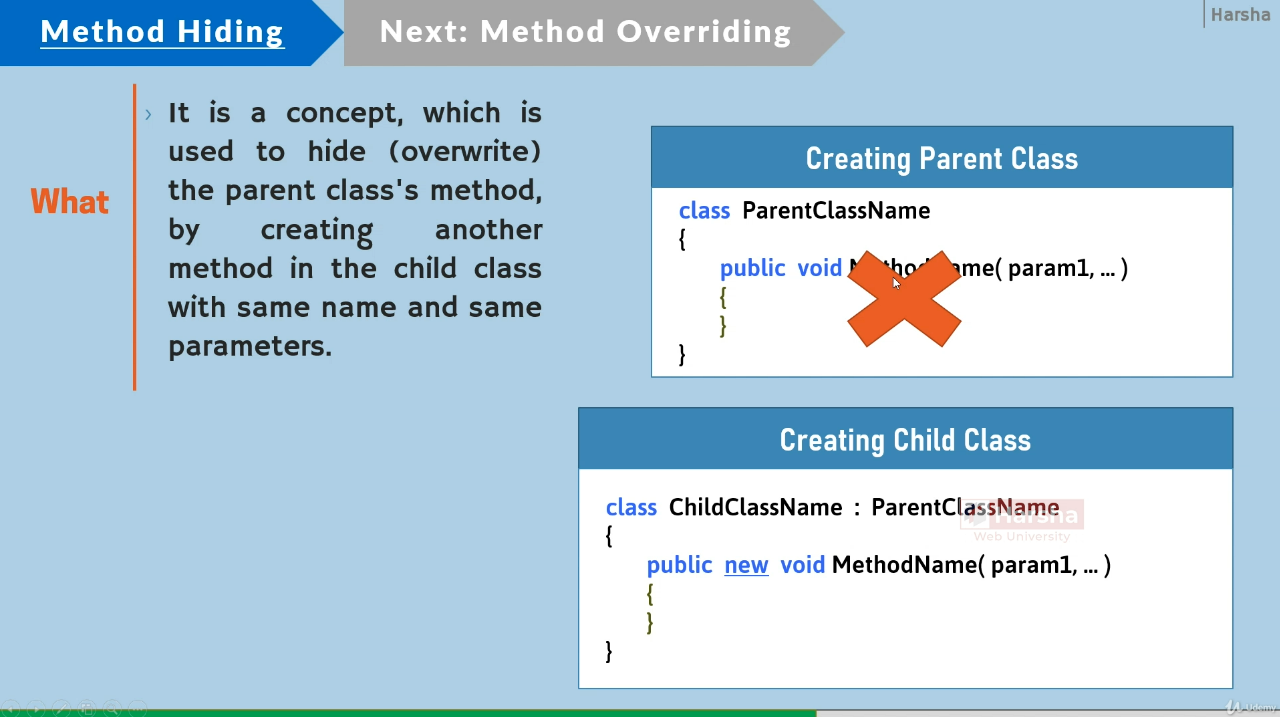 Method Hiding
Next: Method Overriding
Harsha
What
› It is a concept, which is
used to hide (overwrite)
the parent class's method,
by creating another
method in the child class
with same name and same
parameters.
Creating Parent Class
class ParentClassName
{
public void MethodName( param1, ... )
{
}
}
Creating Child Class
class ChildClassName : ParentClassName
{
public new void MethodName( param1, ... )
{
}
}
Harsha
Web University
Udemy